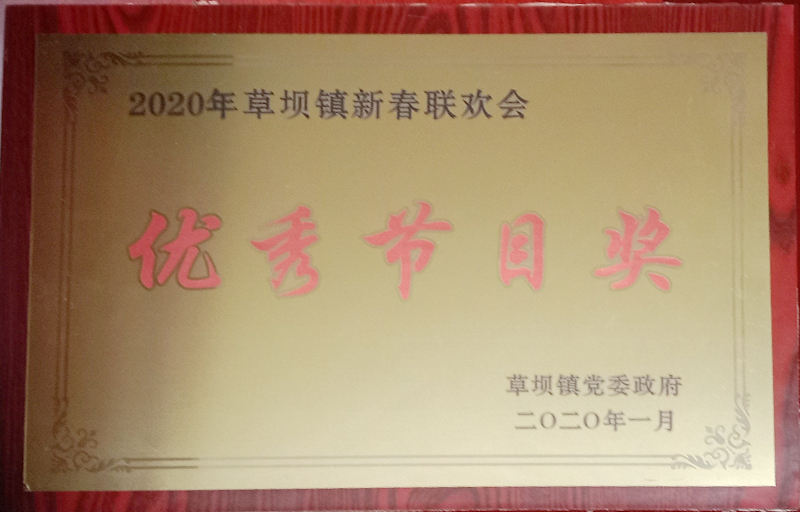 2020年草坝镇新春联欢会
优秀节目奖
草坝镇党委政府
二〇二〇年一月